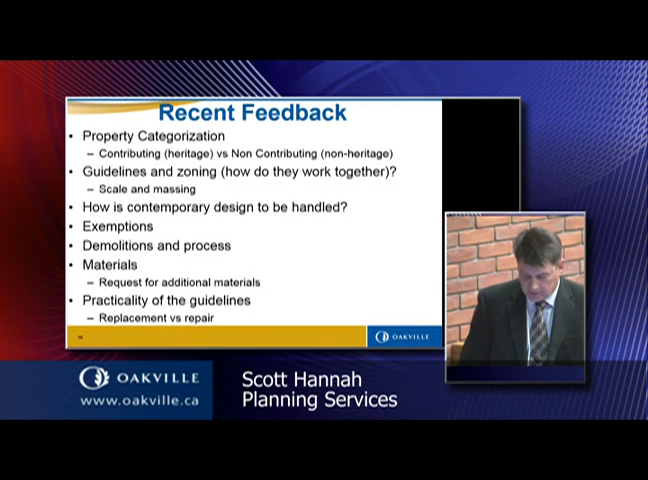 Recent Feedback
• Property Categorization
– Contributing (heritage) vs Non Contributing (non-heritage)
• Guidelines and zoning (how do they work together)?
– Scale and massing
• How is contemporary design to be handled?
• Exemptions
• Demolitions and process
• Materials
– Request for additional materials
• Practicality of the guidelines
– Replacement vs repair
OAKVILLE
OAKVILLE
www.oakville.ca
Scott Hannah
Planning Services